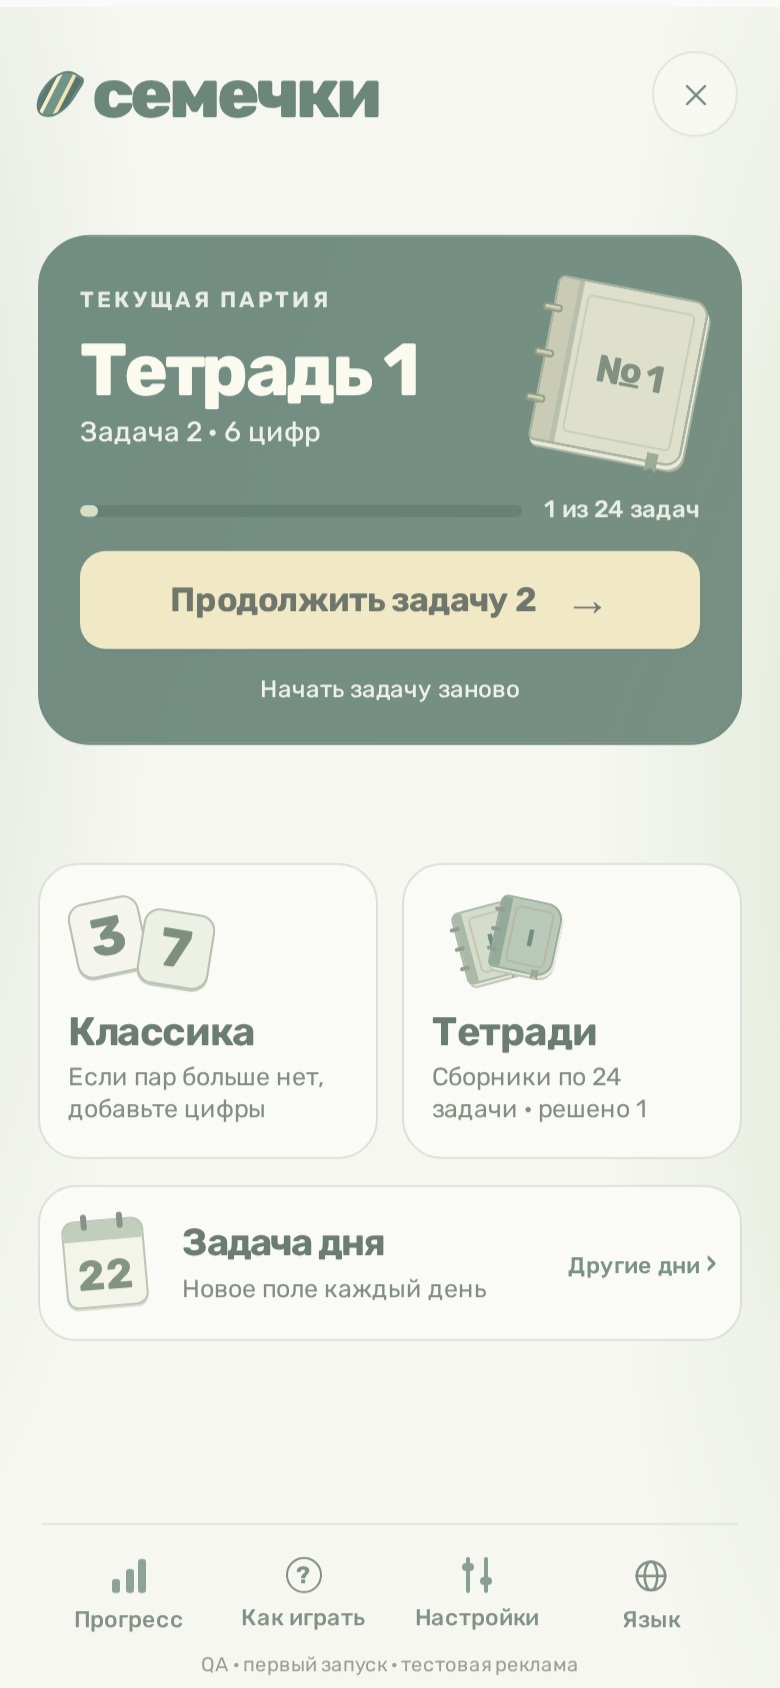 семечки
ТЕКУЩАЯ ПАРТИЯ
Тетрадь 1
Задача 2 • 6 цифр
№1
1 из 24 задач
Продолжить задачу 2 →
Начать задачу заново
3 7
Классика
Если пар больше нет,
добавьте цифры
I
Тетради
Сборники по 24
задачи • решено 1
22
Задача дня
Новое поле каждый день
Другие дни ›
Прогресс
? Как играть
Настройки
Язык
QA • первый запуск • тестовая реклама